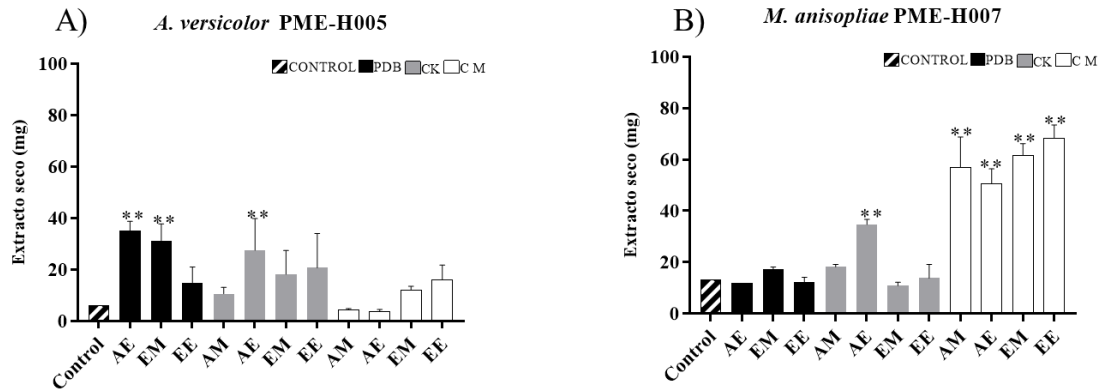 A)
A. versicolor PME-H005
CONTROL PDB CK C M
Extracto seco (mg)
100
80
60
40
20
0
** ** **
Control AE EM EE AM AE EM EE AM AE EM EE
B)
M. anisopliae PME-H007
CONTROL PDB CK C M
Extracto seco (mg)
100
80
60
40
20
0
** ** ** ** **
Control AE EM EE AM AE EM EE AM AE EM EE